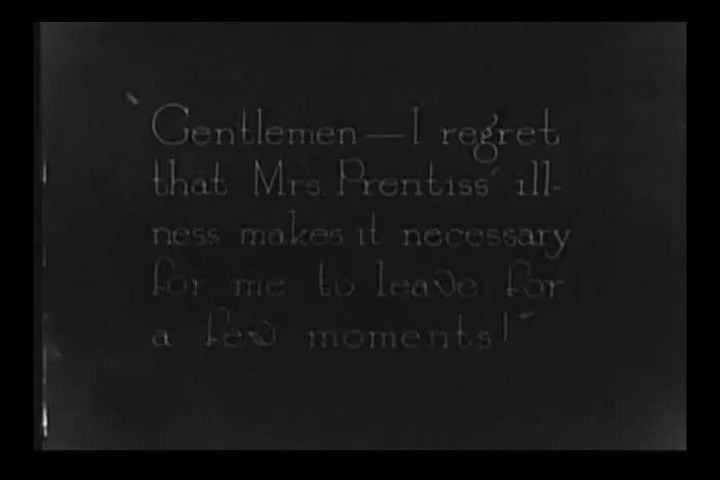 "Gentlemen — I regret
that Mrs. Prentiss' ill-
ness makes it necessary
for me to leave for
a few moments!"